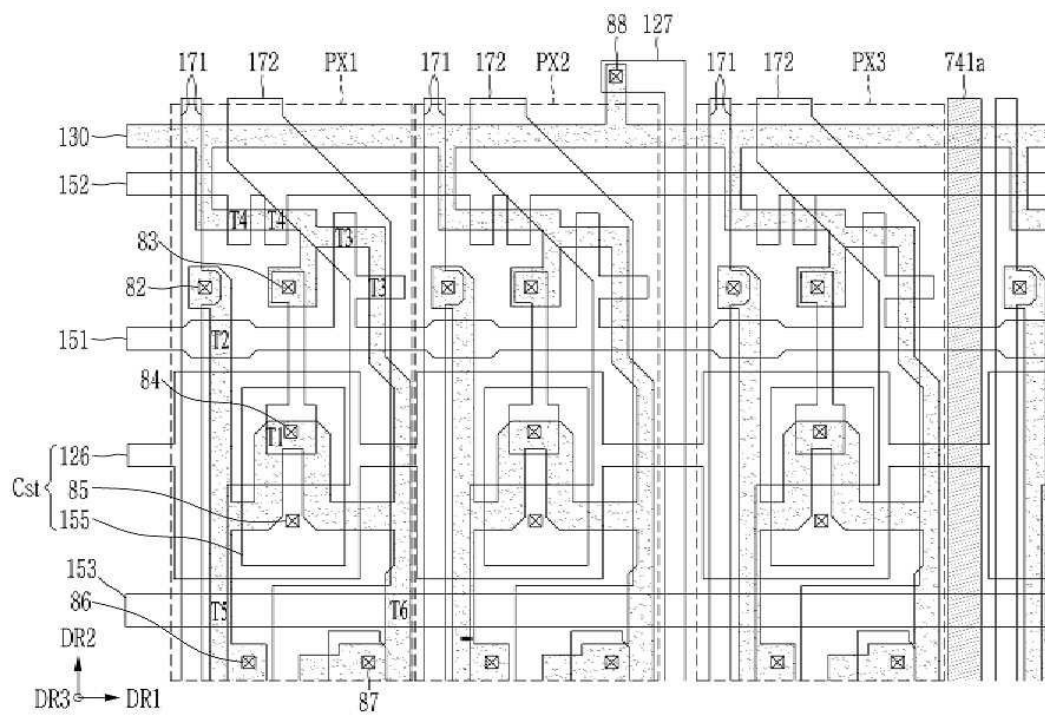 88 127
171 172 PX1 171 172 PX2 171 172 PX3 741a
130
152
T4 T4 T3
83
82 T3
151 T2
84
T1
126
Cst 85
155
153
T5 T6
86
DR2
DR3 DR1 87